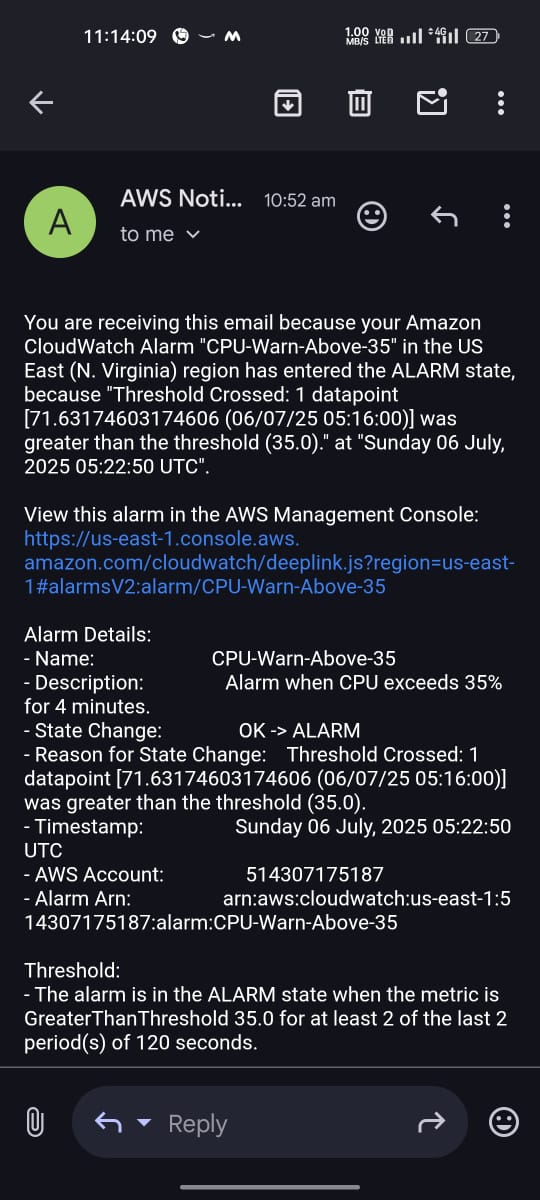 11:14:09
1.00 MB/S VoD LTE 4G 27
A
AWS Noti... 10:52 am
to me
You are receiving this email because your Amazon
CloudWatch Alarm "CPU-Warn-Above-35" in the US
East (N. Virginia) region has entered the ALARM state,
because "Threshold Crossed: 1 datapoint
[71.63174603174606 (06/07/25 05:16:00)] was
greater than the threshold (35.0)." at "Sunday 06 July,
2025 05:22:50 UTC".
View this alarm in the AWS Management Console:
https://us-east-1.console.aws.
amazon.com/cloudwatch/deeplink.js?region=us-east-
1#alarmsV2:alarm/CPU-Warn-Above-35
Alarm Details:
- Name: CPU-Warn-Above-35
- Description: Alarm when CPU exceeds 35%
for 4 minutes.
- State Change: OK -> ALARM
- Reason for State Change: Threshold Crossed: 1
datapoint [71.63174603174606 (06/07/25 05:16:00)]
was greater than the threshold (35.0).
- Timestamp: Sunday 06 July, 2025 05:22:50
UTC
- AWS Account: 514307175187
- Alarm Arn: arn:aws:cloudwatch:us-east-1:5
14307175187:alarm:CPU-Warn-Above-35
Threshold:
- The alarm is in the ALARM state when the metric is
GreaterThanThreshold 35.0 for at least 2 of the last 2
period(s) of 120 seconds.
Reply